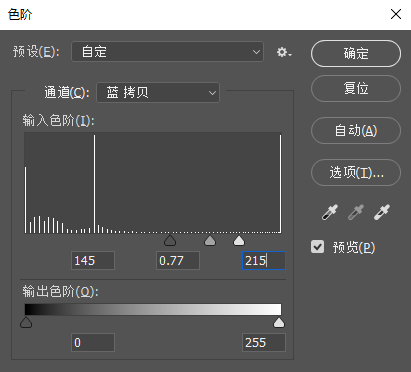 色阶
预设(E): 自定
确定
通道(C): 蓝 拷贝
复位
输入色阶(I):
自动(A)
选项(T)...
预览(P)
145 0.77 215
输出色阶(O):
0 255